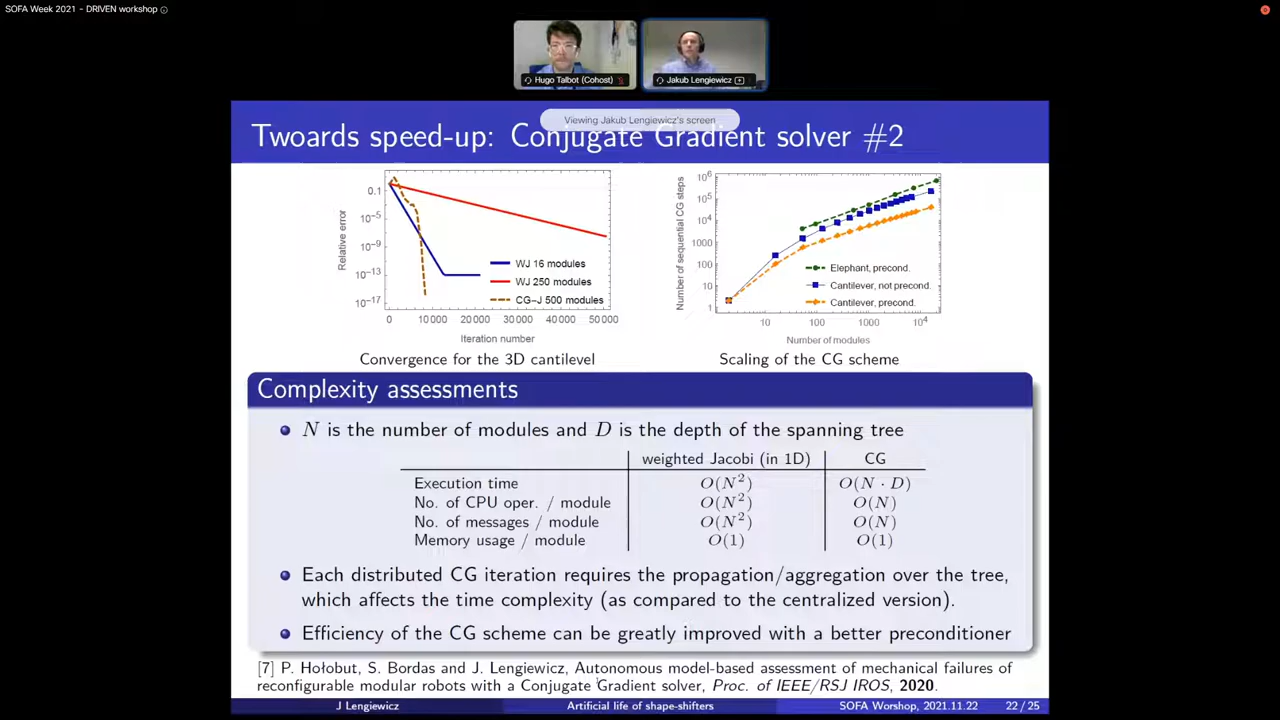 SOFA Week 2021 - DRIVEN workshop
Hugo Talbot (Cohost)
Jakub Lengiewicz
Viewing Jakub Lengiewicz's screen
Twoards speed-up: Conjugate Gradient solver #2
Relative error
0.1
10^-5
10^-9
10^-13
10^-17
WJ 16 modules
WJ 250 modules
CG-J 500 modules
0 10000 20000 30000 40000 50000
Iteration number
Convergence for the 3D cantilevel
Number of sequential CG steps
10^6
10^5
10^4
1000
100
10
1
Elephant, precond.
Cantilever, not precond.
Cantilever, precond.
10 100 1000 10^4
Number of modules
Scaling of the CG scheme
Complexity assessments
N is the number of modules and D is the depth of the spanning tree
weighted Jacobi (in 1D) CG
Execution time O(N^2) O(N · D)
No. of CPU oper. / module O(N^2) O(N)
No. of messages / module O(N^2) O(N)
Memory usage / module O(1) O(1)
Each distributed CG iteration requires the propagation/aggregation over the tree,
which affects the time complexity (as compared to the centralized version).
Efficiency of the CG scheme can be greatly improved with a better preconditioner
[7] P. Hołobut, S. Bordas and J. Lengiewicz, Autonomous model-based assessment of mechanical failures of
reconfigurable modular robots with a Conjugate Gradient solver, Proc. of IEEE/RSJ IROS, 2020.
J Lengiewicz Artificial life of shape-shifters SOFA Worshop, 2021.11.22 22 / 25